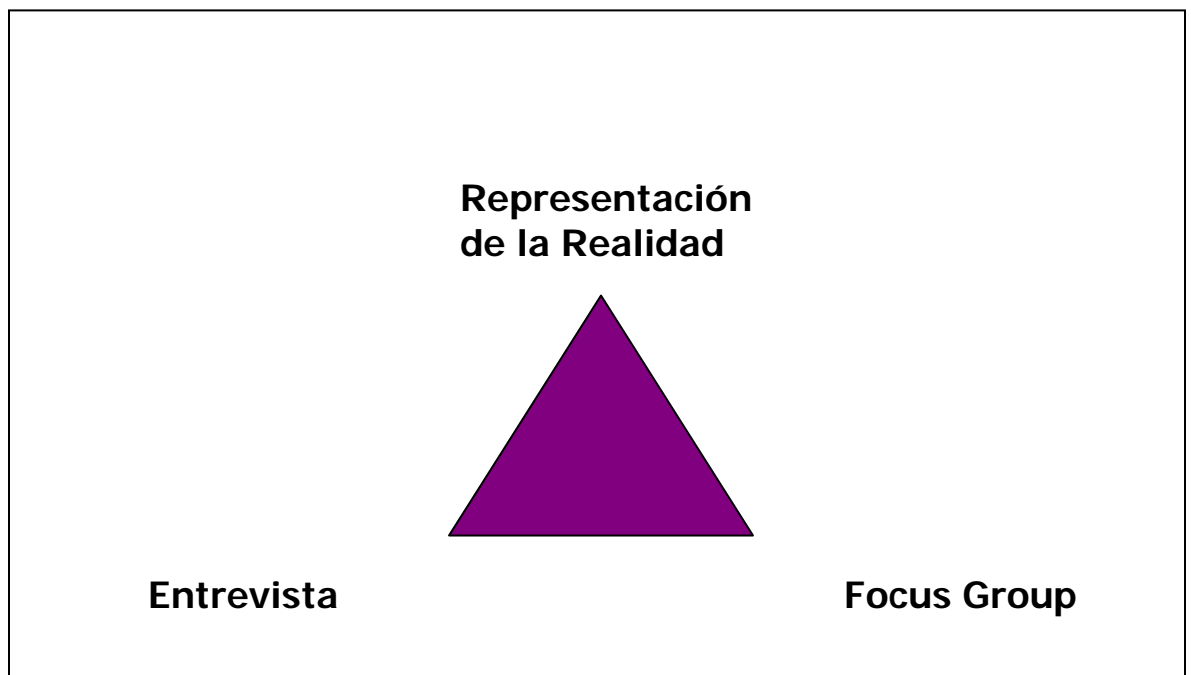 Representación
de la Realidad
Entrevista
Focus Group